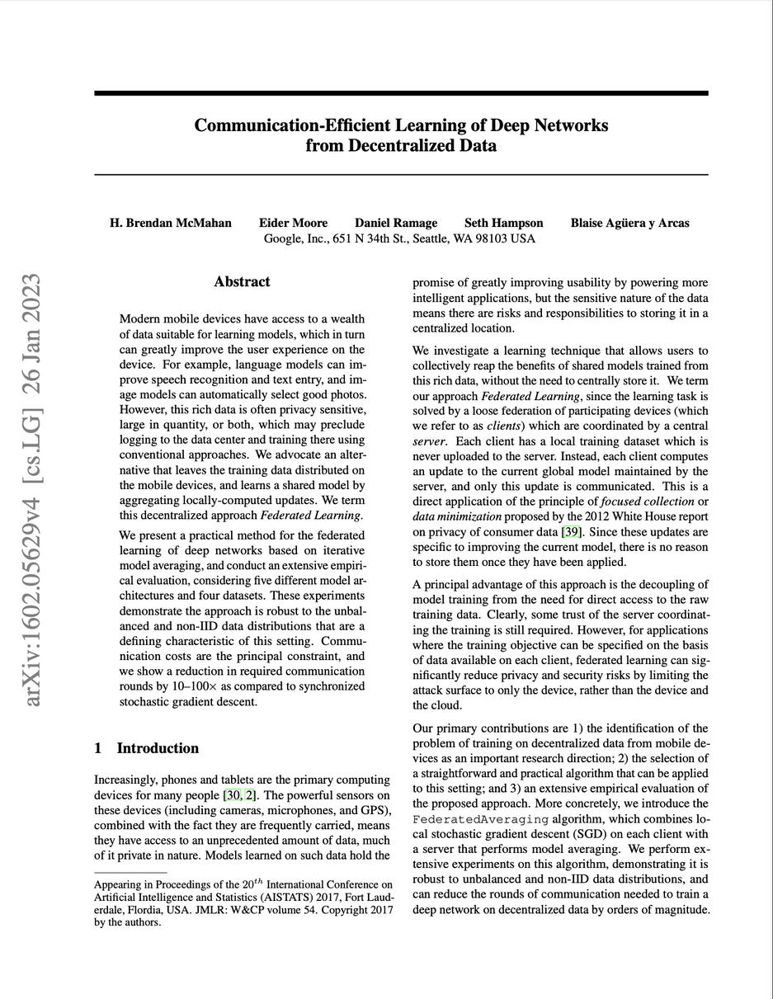 arXiv:1602.05629v4 [cs.LG] 26 Jan 2023
Communication-Efficient Learning of Deep Networks
from Decentralized Data
H. Brendan McMahan Eider Moore Daniel Ramage Seth Hampson Blaise Agüera y Arcas
Google, Inc., 651 N 34th St., Seattle, WA 98103 USA
Abstract
Modern mobile devices have access to a wealth
of data suitable for learning models, which in turn
can greatly improve the user experience on the
device. For example, language models can im-
prove speech recognition and text entry, and im-
age models can automatically select good photos.
However, this rich data is often privacy sensitive,
large in quantity, or both, which may preclude
logging to the data center and training there using
conventional approaches. We advocate an alter-
native that leaves the training data distributed on
the mobile devices, and learns a shared model by
aggregating locally-computed updates. We term
this decentralized approach Federated Learning.
We present a practical method for the federated
learning of deep networks based on iterative
model averaging, and conduct an extensive empiri-
cal evaluation, considering five different model ar-
chitectures and four datasets. These experiments
demonstrate the approach is robust to the unbal-
anced and non-IID data distributions that are a
defining characteristic of this setting. Commu-
nication costs are the principal constraint, and
we show a reduction in required communication
rounds by 10–100× as compared to synchronized
stochastic gradient descent.
1 Introduction
Increasingly, phones and tablets are the primary computing
devices for many people [30, 2]. The powerful sensors on
these devices (including cameras, microphones, and GPS),
combined with the fact they are frequently carried, means
they have access to an unprecedented amount of data, much
of it private in nature. Models learned on such data hold the
Appearing in Proceedings of the 20th International Conference on
Artificial Intelligence and Statistics (AISTATS) 2017, Fort Laud-
erdale, Flordia, USA. JMLR: W&CP volume 54. Copyright 2017
by the authors.
promise of greatly improving usability by powering more
intelligent applications, but the sensitive nature of the data
means there are risks and responsibilities to storing it in a
centralized location.
We investigate a learning technique that allows users to
collectively reap the benefits of shared models trained from
this rich data, without the need to centrally store it. We term
our approach Federated Learning, since the learning task is
solved by a loose federation of participating devices (which
we refer to as clients) which are coordinated by a central
server. Each client has a local training dataset which is
never uploaded to the server. Instead, each client computes
an update to the current global model maintained by the
server, and only this update is communicated. This is a
direct application of the principle of focused collection or
data minimization proposed by the 2012 White House report
on privacy of consumer data [39]. Since these updates are
specific to improving the current model, there is no reason
to store them once they have been applied.
A principal advantage of this approach is the decoupling of
model training from the need for direct access to the raw
training data. Clearly, some trust of the server coordinat-
ing the training is still required. However, for applications
where the training objective can be specified on the basis
of data available on each client, federated learning can sig-
nificantly reduce privacy and security risks by limiting the
attack surface to only the device, rather than the device and
the cloud.
Our primary contributions are 1) the identification of the
problem of training on decentralized data from mobile de-
vices as an important research direction; 2) the selection of
a straightforward and practical algorithm that can be applied
to this setting; and 3) an extensive empirical evaluation of
the proposed approach. More concretely, we introduce the
FederatedAveraging algorithm, which combines lo-
cal stochastic gradient descent (SGD) on each client with
a server that performs model averaging. We perform ex-
tensive experiments on this algorithm, demonstrating it is
robust to unbalanced and non-IID data distributions, and
can reduce the rounds of communication needed to train a
deep network on decentralized data by orders of magnitude.